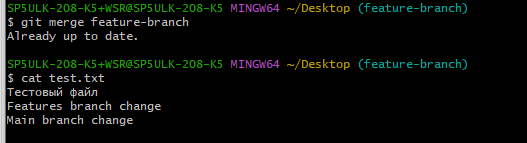 SP5ULK-208-K5+WSR@SP5ULK-208-K5 MINGW64 ~/Desktop (feature-branch)
$ git merge feature-branch
Already up to date.
SP5ULK-208-K5+WSR@SP5ULK-208-K5 MINGW64 ~/Desktop (feature-branch)
$ cat test.txt
Тестовый файл
Features branch change
Main branch change